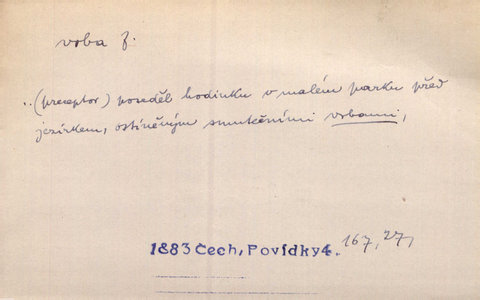 vrba f.
..(preceptor) poseděl hodinku v malém parku před
jezírkem, ostíněným smutečními vrbami,
1883 Čech, Povídky 4. 167, 27,